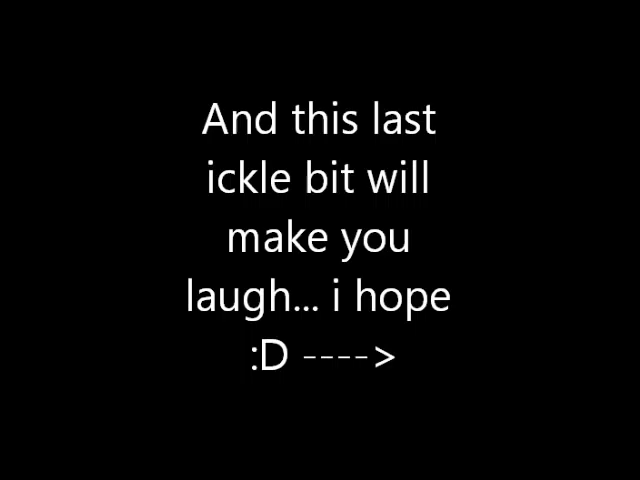 And this last
ickle bit will
make you
laugh... i hope
:D ---->